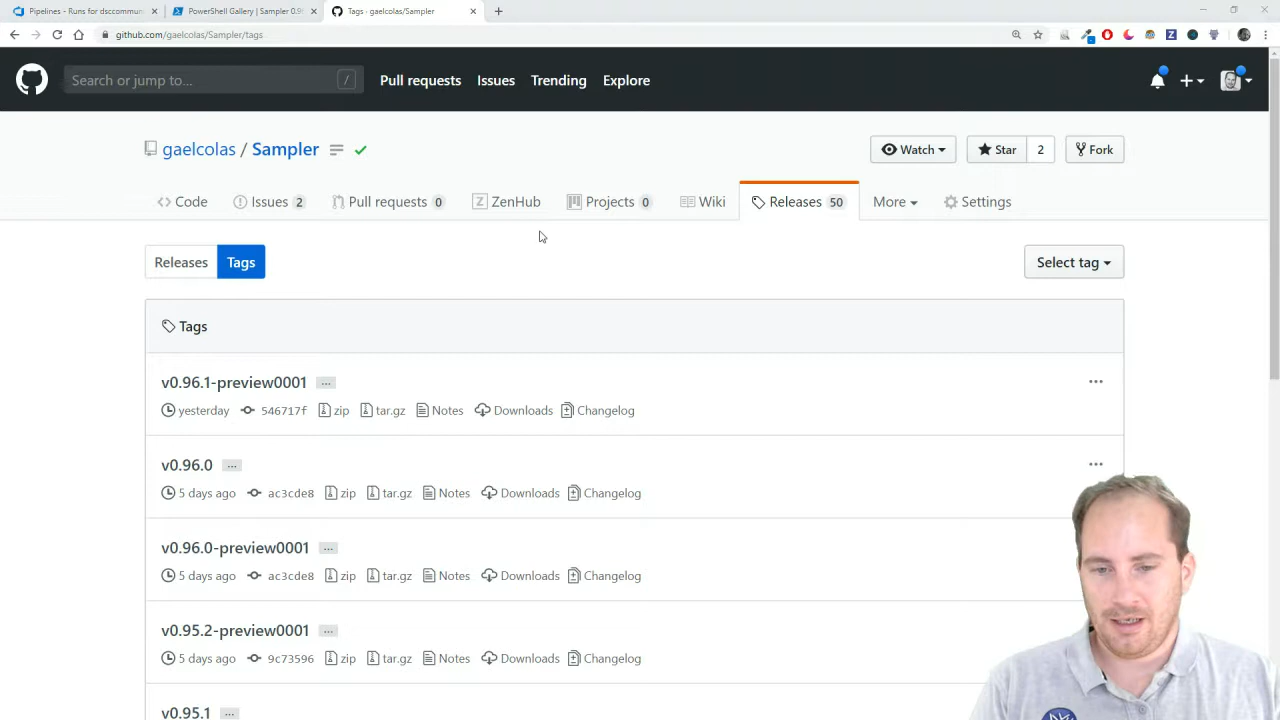 Pipelines - Runs for dsccommun
PowerShell Gallery | Sampler 0.9
Tags · gaelcolas/Sampler
github.com/gaelcolas/Sampler/tags
Search or jump to...
/
Pull requests
Issues
Trending
Explore
gaelcolas / Sampler
Watch
Star
2
Fork
Code
Issues 2
Pull requests 0
ZenHub
Projects 0
Wiki
Releases 50
More
Settings
Releases
Tags
Select tag
Tags
v0.96.1-preview0001 ...
yesterday 546717f zip tar.gz Notes Downloads Changelog
v0.96.0 ...
5 days ago ac3cde8 zip tar.gz Notes Downloads Changelog
v0.96.0-preview0001 ...
5 days ago ac3cde8 zip tar.gz Notes Downloads Changelog
v0.95.2-preview0001 ...
5 days ago 9c73596 zip tar.gz Notes Downloads Changelog
v0.95.1 ...